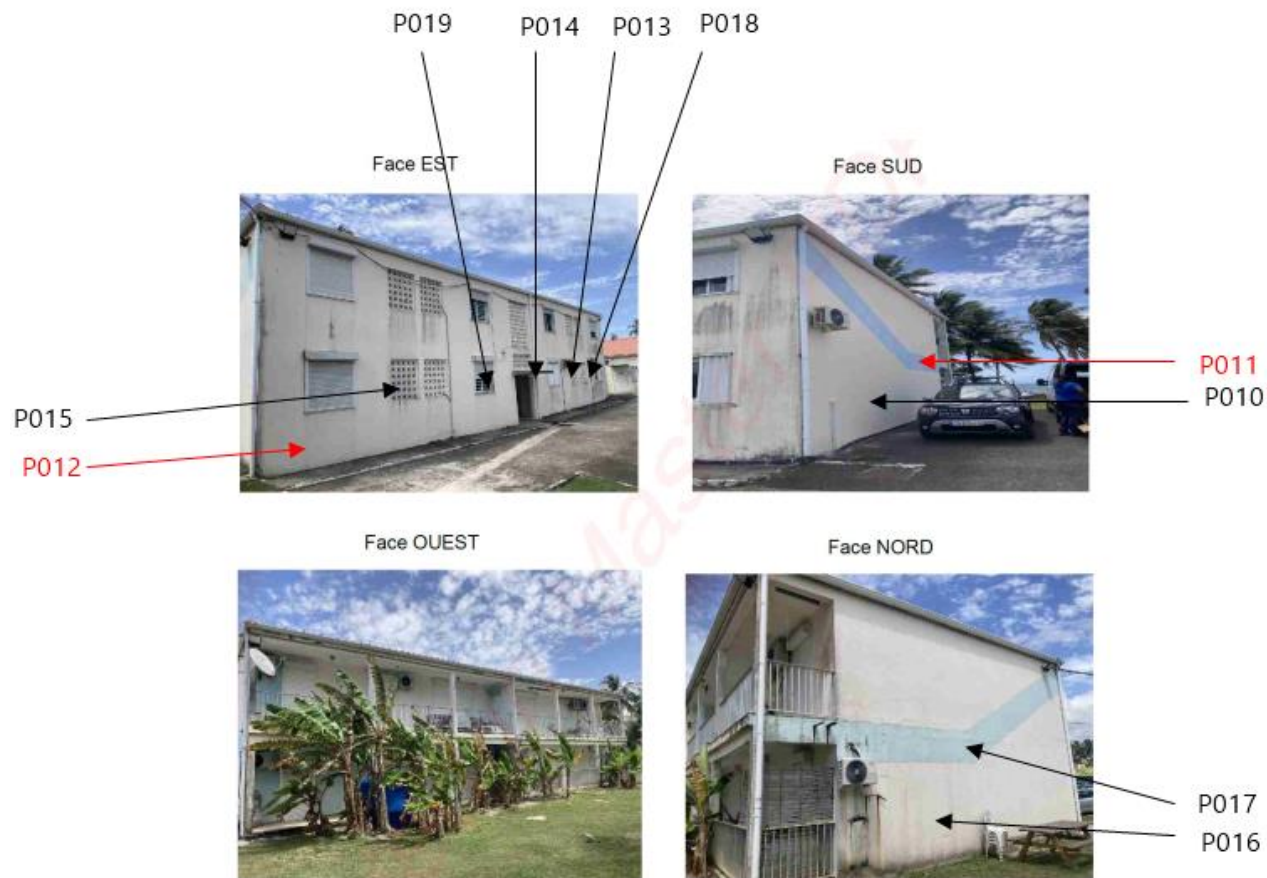 P019 P014 P013 P018
Face EST
Face SUD
P011
P010
P015
P012
Face OUEST
Face NORD
P017
P016